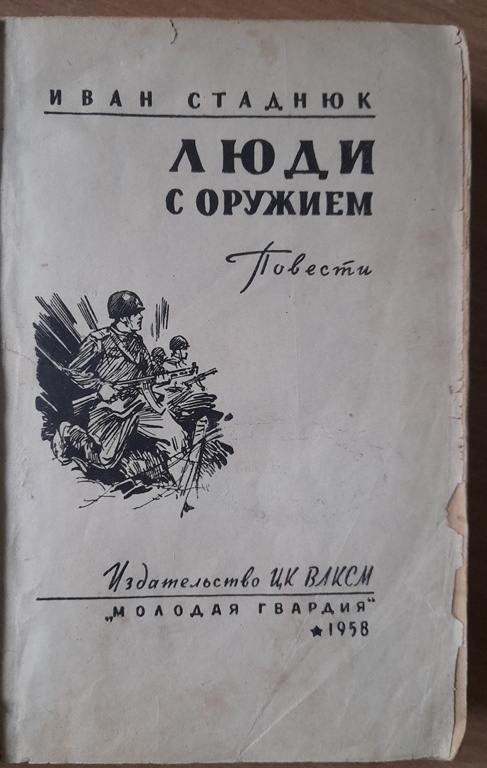 ИВАН СТАДНЮК
ЛЮДИ
С ОРУЖИЕМ
Повести
Издательство ЦК ВЛКСМ
„МОЛОДАЯ ГВАРДИЯ“
★1958